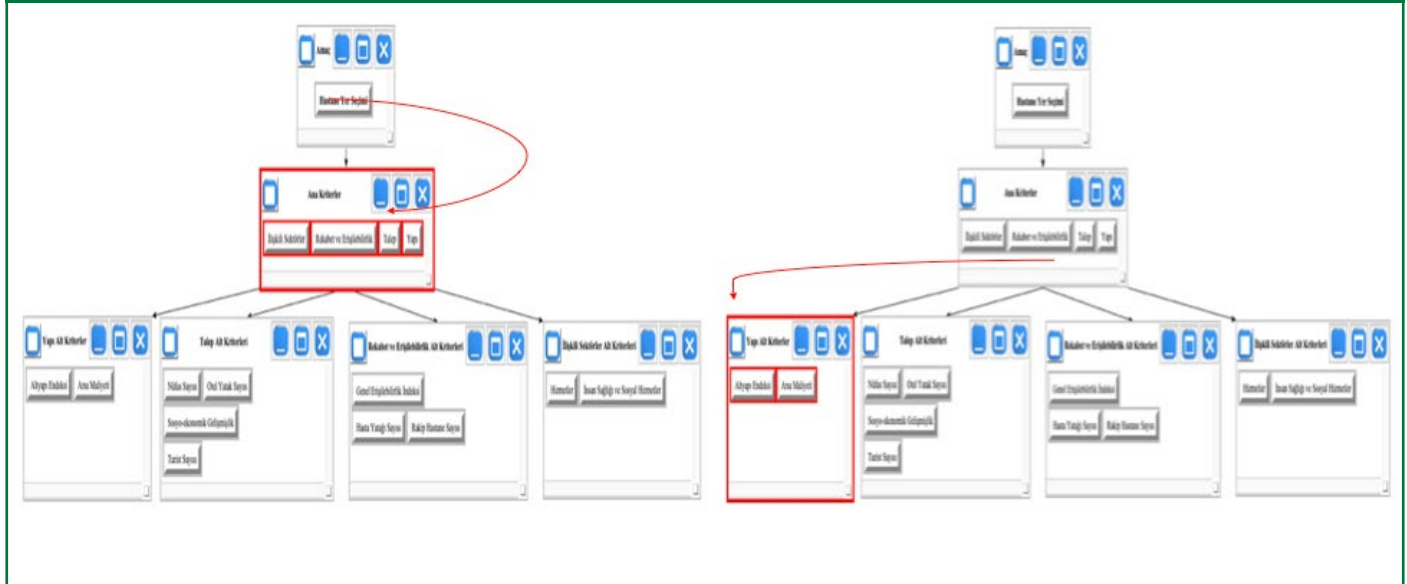 Amaç
Hastane Yer Seçimi
Ana Kriterler
İlişkili Sektörler Rekabet ve Erişilebilirlik Talep Yapı
Yapı Alt Kriterler
Altyapı Endeksi Arsa Maliyeti
Talep Alt Kriterleri
Nüfus Sayısı Otel Yatak Sayısı
Sosyo-ekonomik Gelişmişlik
Turist Sayısı
Rekabet ve Erişilebilirlik Alt Kriterleri
Genel Erişilebilirlik İndeksi
Hasta Yatağı Sayısı Rakip Hastane Sayısı
İlişkili Sektörler Alt Kriterleri
Hizmetler İnsan Sağlığı ve Sosyal Hizmetler
Amaç
Hastane Yer Seçimi
Ana Kriterler
İlişkili Sektörler Rekabet ve Erişilebilirlik Talep Yapı
Yapı Alt Kriterler
Altyapı Endeksi Arsa Maliyeti
Talep Alt Kriterleri
Nüfus Sayısı Otel Yatak Sayısı
Sosyo-ekonomik Gelişmişlik
Turist Sayısı
Rekabet ve Erişilebilirlik Alt Kriterleri
Genel Erişilebilirlik İndeksi
Hasta Yatağı Sayısı Rakip Hastane Sayısı
İlişkili Sektörler Alt Kriterleri
Hizmetler İnsan Sağlığı ve Sosyal Hizmetler